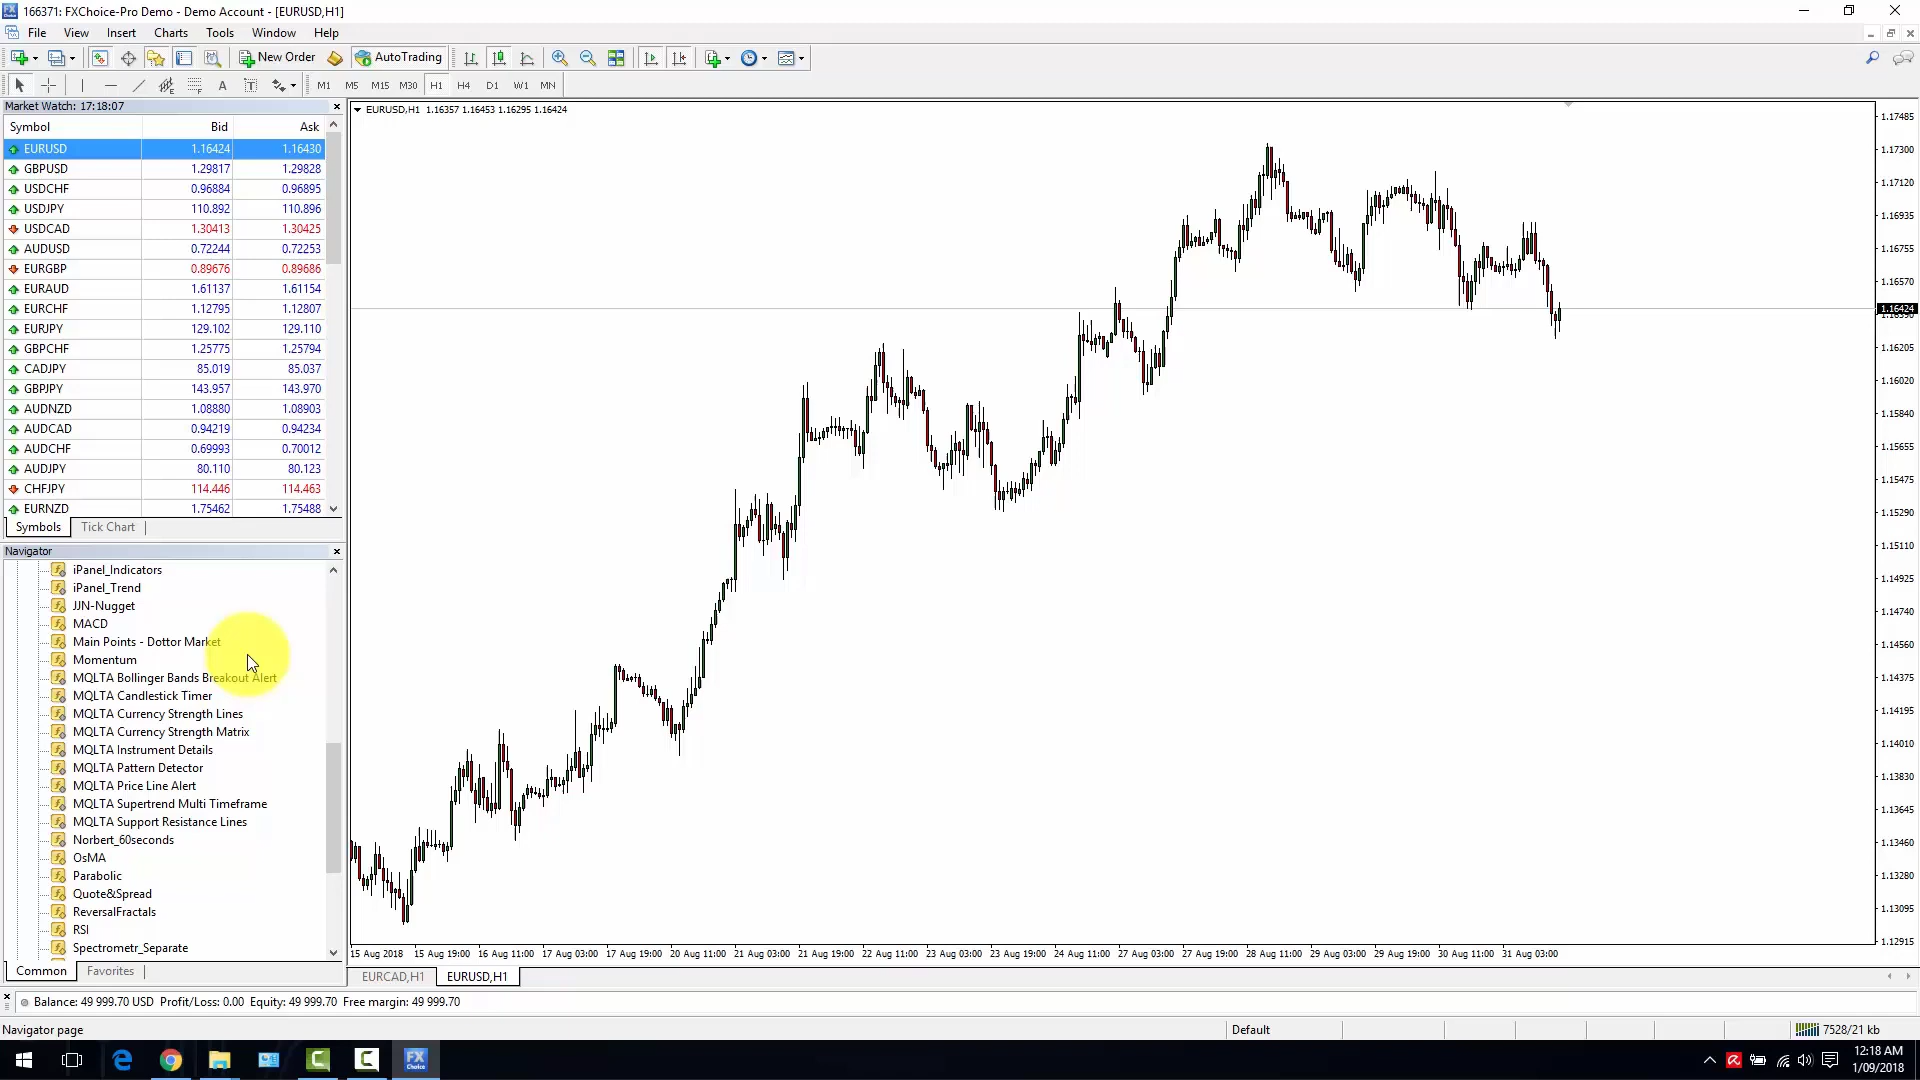 166371: FXChoice-Pro Demo - Demo Account - [EURUSD,H1]
File View Insert Charts Tools Window Help
New Order AutoTrading
A T M1 M5 M15 M30 H1 H4 D1 W1 MN
Market Watch: 17:18:07
Symbol Bid Ask
EURUSD 1.16424 1.16430
GBPUSD 1.29817 1.29828
USDCHF 0.96884 0.96895
USDJPY 110.892 110.896
USDCAD 1.30413 1.30425
AUDUSD 0.72244 0.72253
EURGBP 0.89676 0.89686
EURAUD 1.61137 1.61154
EURCHF 1.12795 1.12807
EURJPY 129.102 129.110
GBPCHF 1.25775 1.25794
CADJPY 85.019 85.037
GBPJPY 143.957 143.970
AUDNZD 1.08880 1.08903
AUDCAD 0.94219 0.94234
AUDCHF 0.69993 0.70012
AUDJPY 80.110 80.123
CHFJPY 114.446 114.463
EURNZD 1.75462 1.75488
Symbols Tick Chart
Navigator
iPanel_Indicators
iPanel_Trend
JJN-Nugget
MACD
Main Points - Dottor Market
Momentum
MQLTA Bollinger Bands Breakout Alert
MQLTA Candlestick Timer
MQLTA Currency Strength Lines
MQLTA Currency Strength Matrix
MQLTA Instrument Details
MQLTA Pattern Detector
MQLTA Price Line Alert
MQLTA Supertrend Multi Timeframe
MQLTA Support Resistance Lines
Norbert_60seconds
OsMA
Parabolic
Quote&Spread
ReversalFractals
RSI
Spectrometr_Separate
Common Favorites
EURUSD,H1 1.16357 1.16453 1.16295 1.16424
1.17485
1.17300
1.17120
1.16935
1.16755
1.16570
1.16424
1.16205
1.16020
1.15840
1.15655
1.15475
1.15290
1.15110
1.14925
1.14740
1.14560
1.14375
1.14195
1.14010
1.13830
1.13645
1.13460
1.13280
1.13095
1.12915
15 Aug 2018 15 Aug 19:00 16 Aug 11:00 17 Aug 03:00 17 Aug 19:00 20 Aug 11:00 21 Aug 03:00 21 Aug 19:00 22 Aug 11:00 23 Aug 03:00 23 Aug 19:00 24 Aug 11:00 27 Aug 03:00 27 Aug 19:00 28 Aug 11:00 29 Aug 03:00 29 Aug 19:00 30 Aug 11:00 31 Aug 03:00
EURCAD,H1 EURUSD,H1
Balance: 49 999.70 USD Profit/Loss: 0.00 Equity: 49 999.70 Free margin: 49 999.70
Navigator page Default 7528/21 kb
FX Choice
12:18 AM
1/09/2018